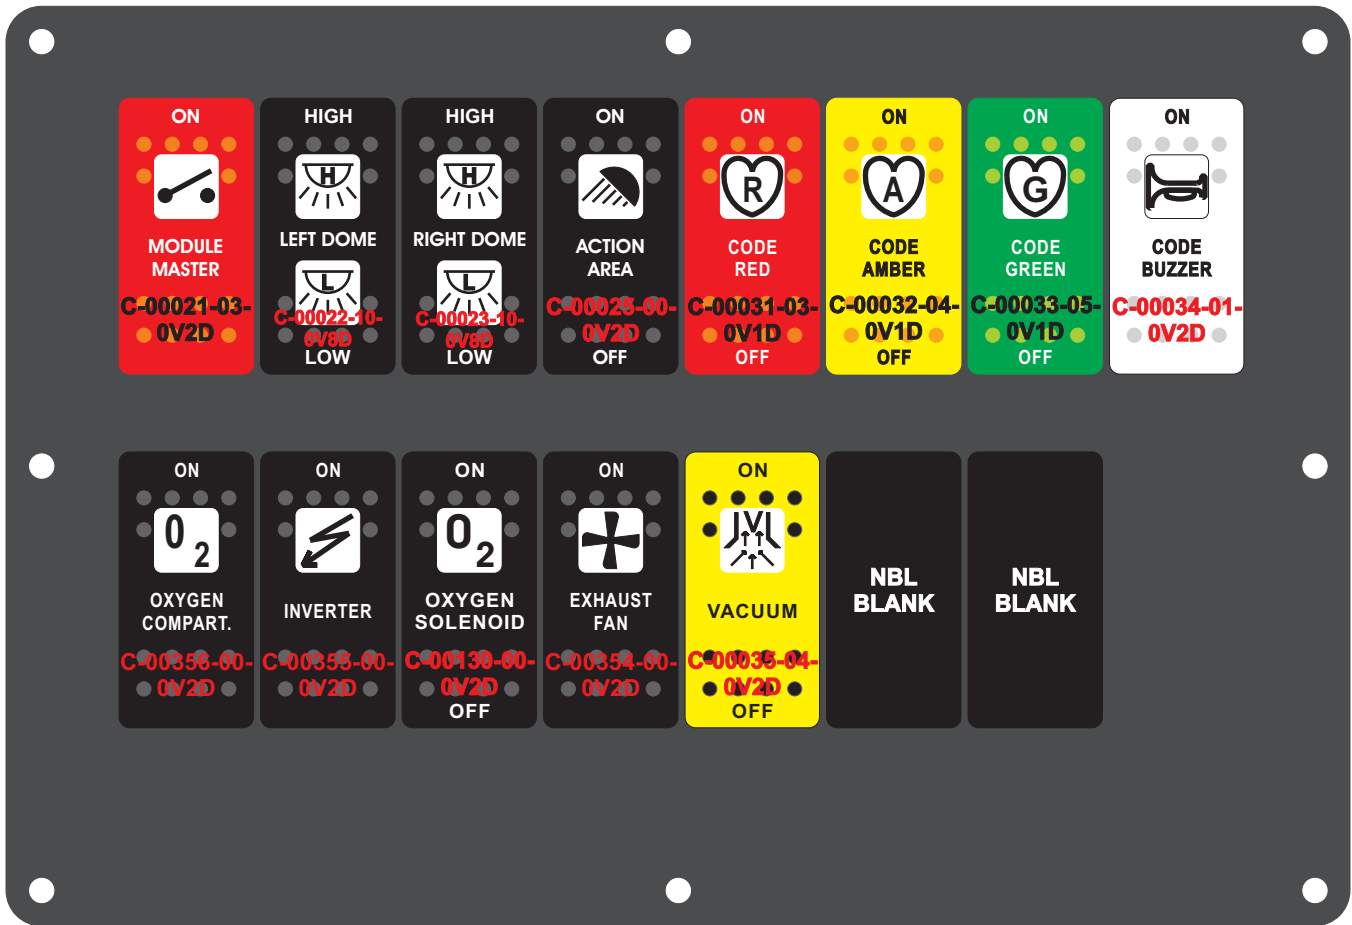 ON
HIGH
HIGH
ON
ON
ON
ON
ON
H
H
R
A
G
MODULE
MASTER
LEFT DOME
RIGHT DOME
ACTION
AREA
CODE
RED
CODE
AMBER
CODE
GREEN
CODE
BUZZER
L
L
C-00021-03-
0V2D
C-00022-10-
0V8D
C-00023-10-
0V8D
C-00025-00-
0V2D
C-00031-03-
0V1D
C-00032-04-
0V1D
C-00033-05-
0V1D
C-00034-01-
0V2D
LOW
LOW
OFF
OFF
OFF
OFF
ON
ON
ON
ON
ON
O2
O2
V
OXYGEN
COMPART.
INVERTER
OXYGEN
SOLENOID
EXHAUST
FAN
VACUUM
NBL
BLANK
NBL
BLANK
C-00356-00-
0V2D
C-00355-00-
0V2D
C-00130-00-
0V2D
C-00354-00-
0V2D
C-00035-04-
0V2D
OFF
OFF